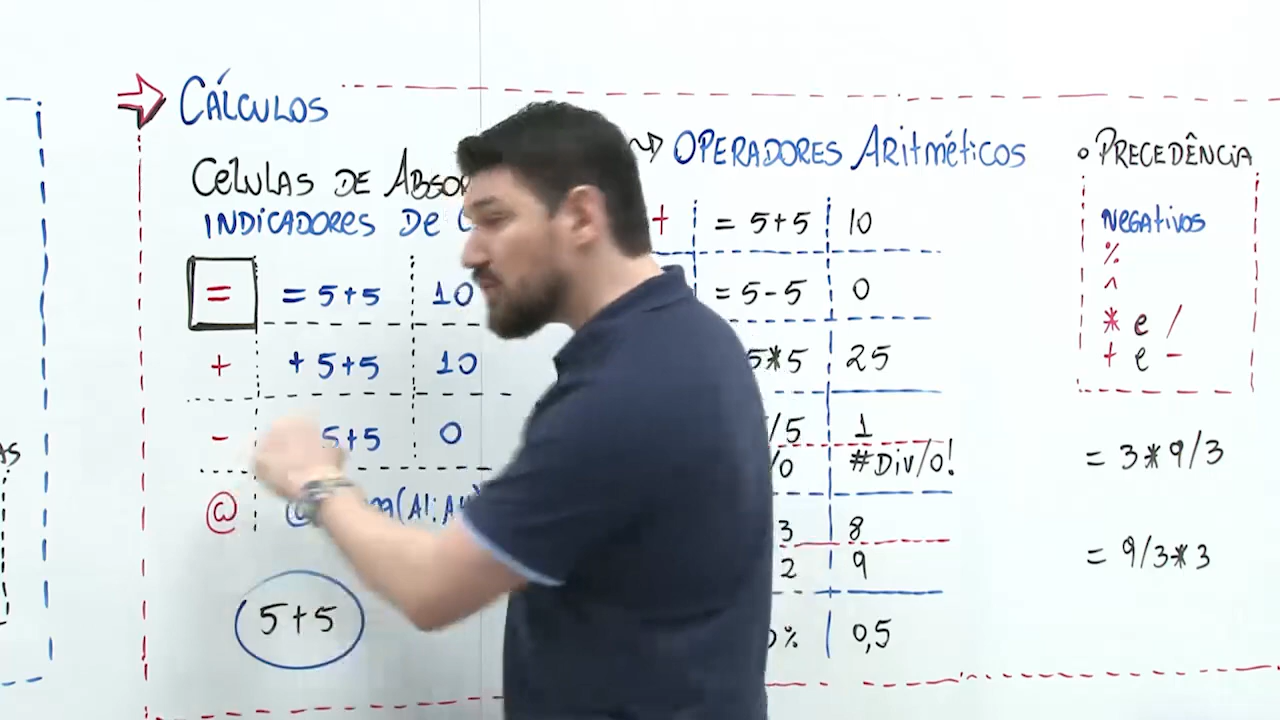 CÁLCULOS
CÉLULAS DE
INDICADORES DE
= = 5+5 10
+ + 5+5 10
- 5+5 0
@ @ (A1:A4)
5+5
OPERADORES ARITMÉTICOS
+ = 5+5 10
= 5-5 0
5*5 25
/5 1
/0 #DIV/0!
3 8
2 9
% 0,5
PRECEDÊNCIA
NEGATIVOS
%
^
* e /
+ e -
= 3*9/3
= 9/3*3